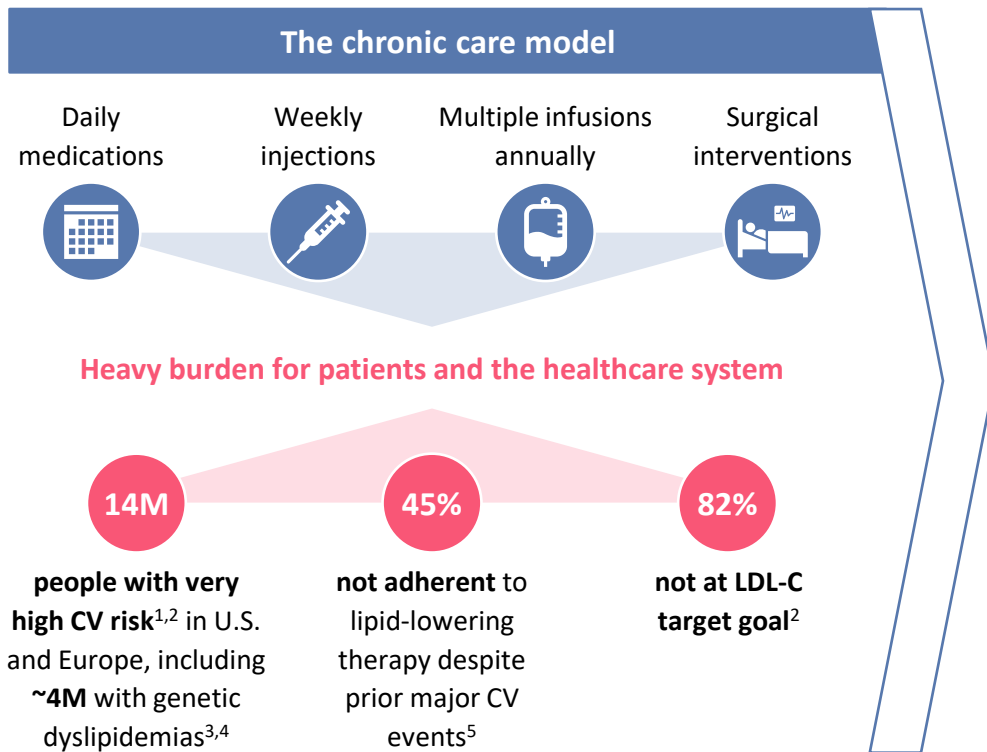 The chronic care model
Daily
medications
Weekly
injections
Multiple infusions
annually
Surgical
interventions
Heavy burden for patients and the healthcare system
14M
people with very
high CV risk1,2 in U.S.
and Europe, including
~4M with genetic
dyslipidemias3,4
45%
not adherent to
lipid-lowering
therapy despite
prior major CV
events5
82%
not at LDL-C
target goal2